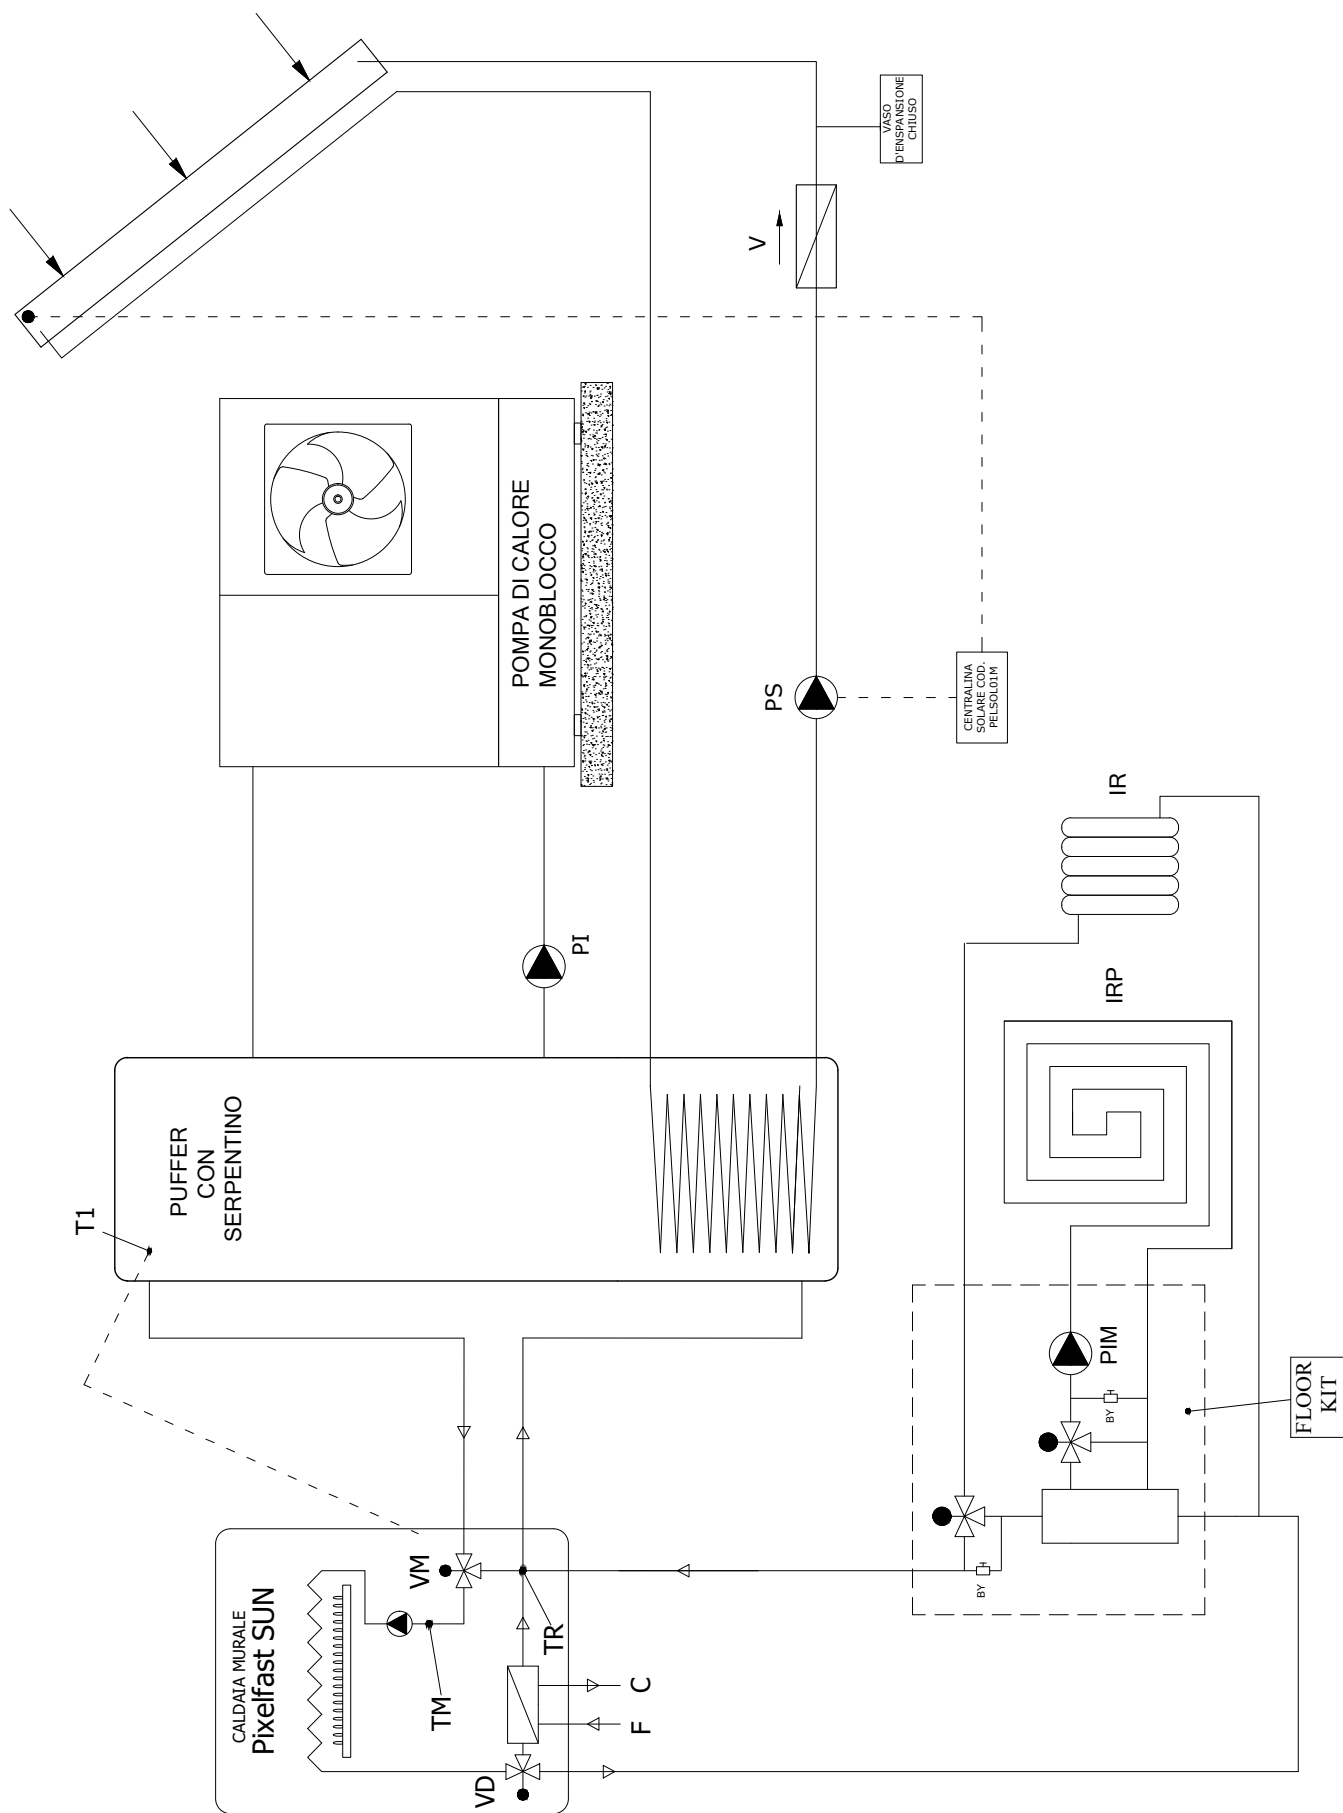 CALDAIA MURALE
Pixelfast SUN
VM
TM
TR
VD
F
C
T1
PUFFER
CON
SERPENTINO
PI
POMPA DI CALORE
MONOBLOCCO
PS
V
VASO
D'ENSPANSIONE
CHIUSO
CENTRALINA
SOLARE COD.
PELSOL01M
IR
IRP
PIM
BY
BY
FLOOR
KIT